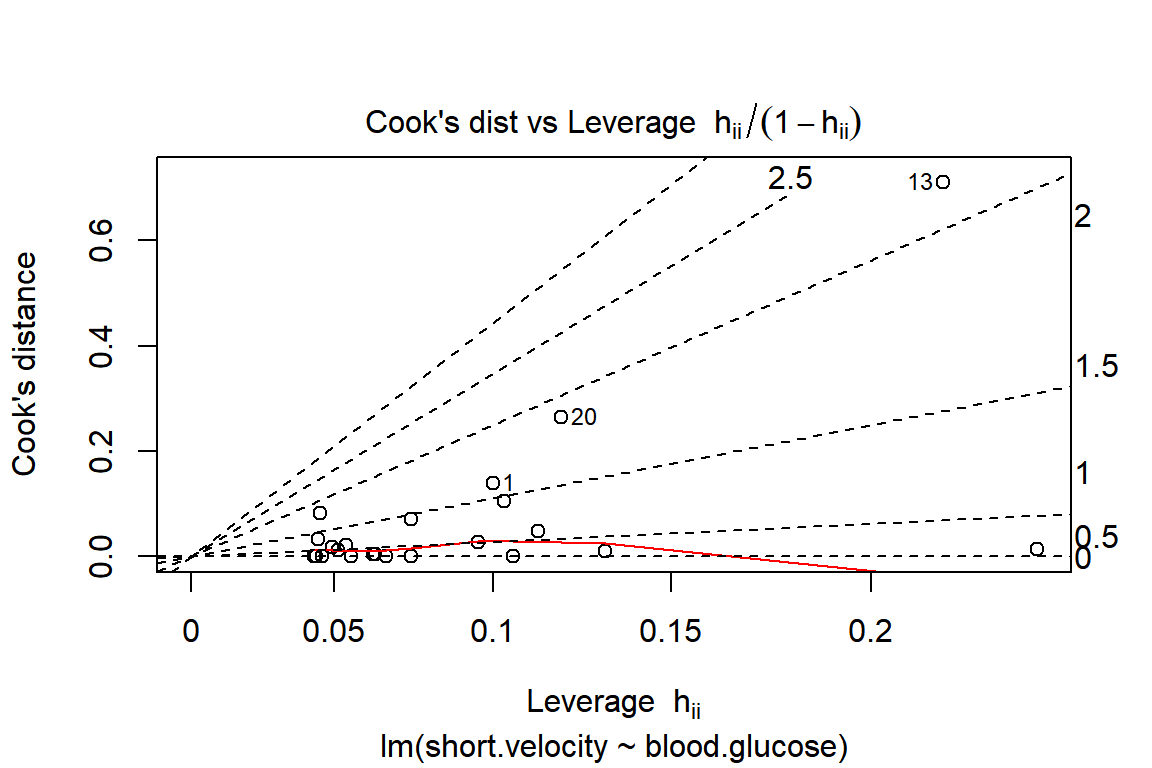 Cook's dist vs Leverage h_ii/(1 − h_ii)
2.5
13
2
0.6
1.5
0.4
20
1
0.2
1
0.5
0.0
0
0 0.05 0.1 0.15 0.2
Cook's distance
Leverage h_ii
lm(short.velocity ~ blood.glucose)